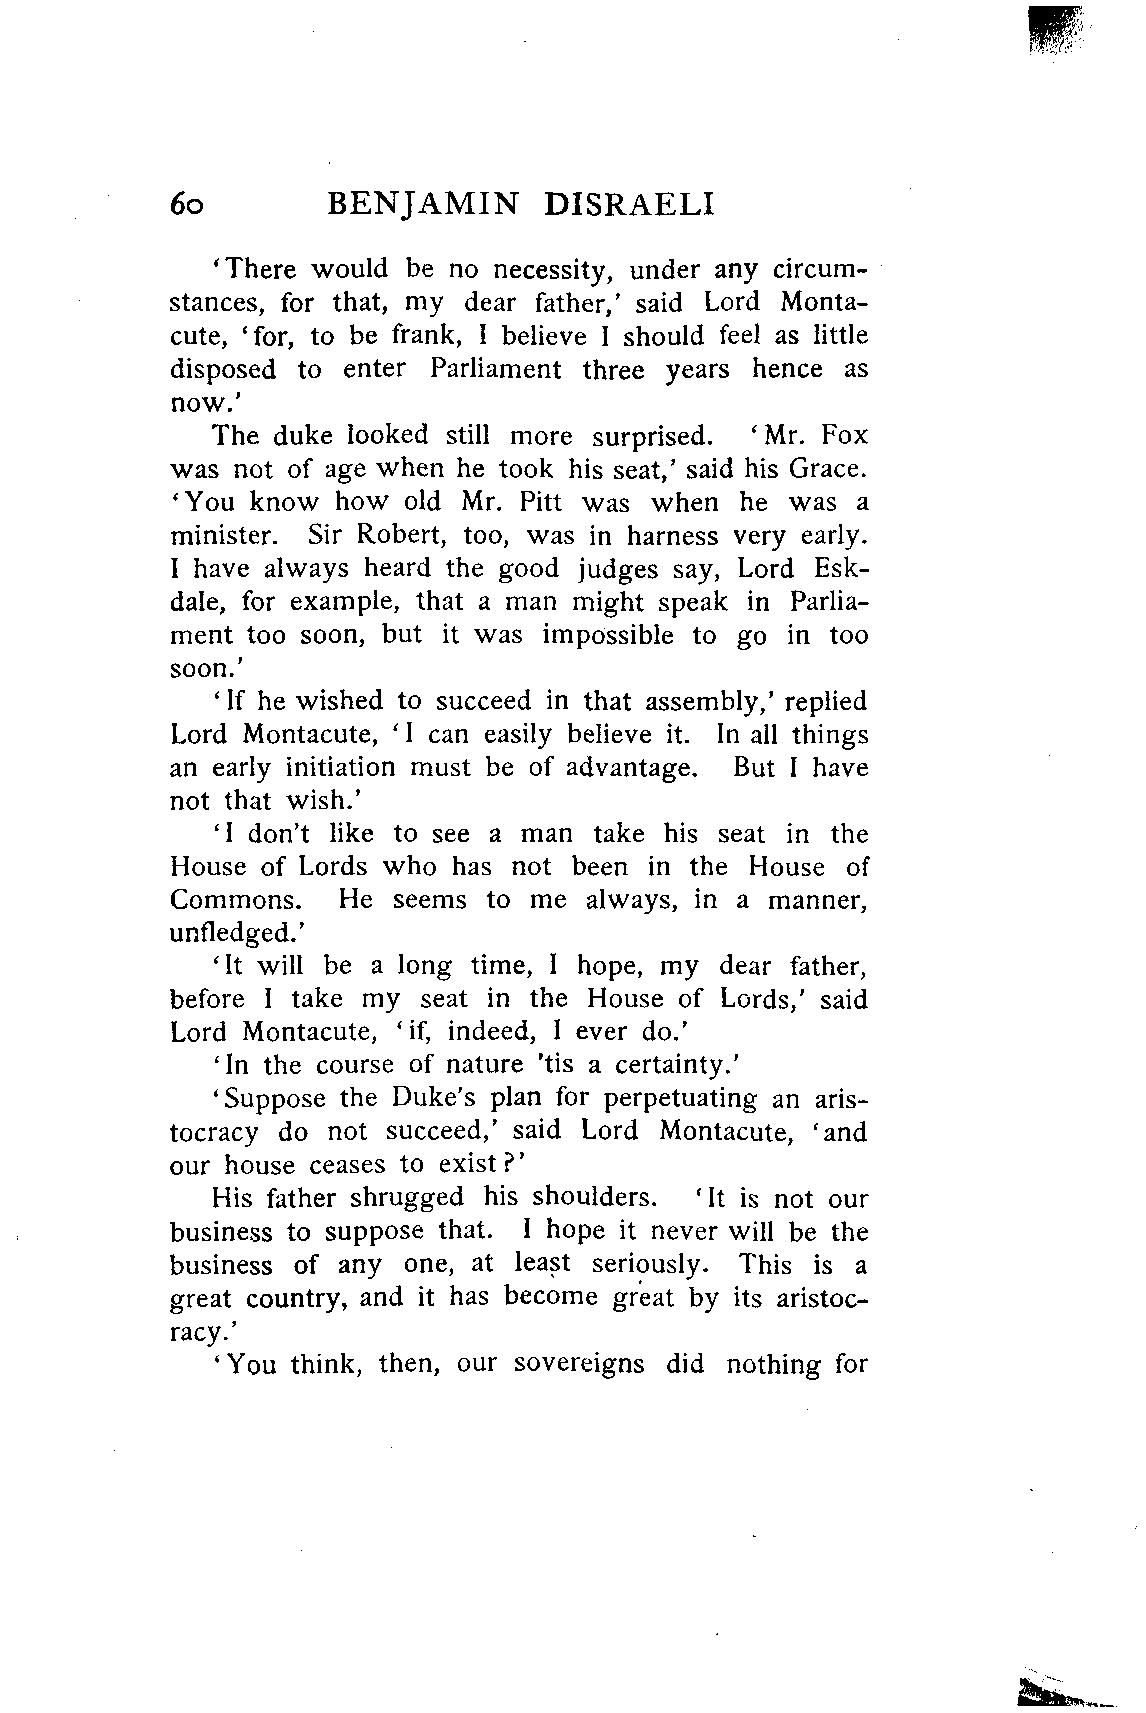 60 BENJAMIN DISRAELI
‘There would be no necessity, under any circum-
stances, for that, my dear father,’ said Lord Monta-
cute, ‘for, to be frank, I believe I should feel as little
disposed to enter Parliament three years hence as
now.’
The duke looked still more surprised. ‘Mr. Fox
was not of age when he took his seat,’ said his Grace.
‘You know how old Mr. Pitt was when he was a
minister. Sir Robert, too, was in harness very early.
I have always heard the good judges say, Lord Esk-
dale, for example, that a man might speak in Parlia-
ment too soon, but it was impossible to go in too
soon.’
‘If he wished to succeed in that assembly,’ replied
Lord Montacute, ‘I can easily believe it. In all things
an early initiation must be of advantage. But I have
not that wish.’
‘I don’t like to see a man take his seat in the
House of Lords who has not been in the House of
Commons. He seems to me always, in a manner,
unfledged.’
‘It will be a long time, I hope, my dear father,
before I take my seat in the House of Lords,’ said
Lord Montacute, ‘if, indeed, I ever do.’
‘In the course of nature ’tis a certainty.’
‘Suppose the Duke’s plan for perpetuating an aris-
tocracy do not succeed,’ said Lord Montacute, ‘and
our house ceases to exist?’
His father shrugged his shoulders. ‘It is not our
business to suppose that. I hope it never will be the
business of any one, at least seriously. This is a
great country, and it has become great by its aristoc-
racy.’
‘You think, then, our sovereigns did nothing for